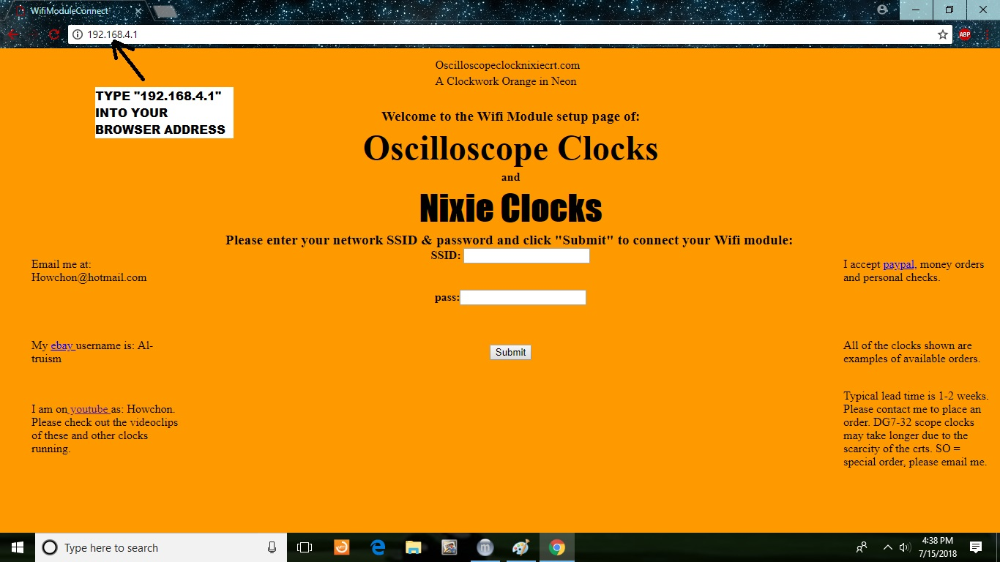 WifiModuleConnect
192.168.4.1
ABP
TYPE "192.168.4.1"
INTO YOUR
BROWSER ADDRESS
Oscilloscopeclocknixiecrt.com
A Clockwork Orange in Neon
Welcome to the Wifi Module setup page of:
Oscilloscope Clocks
and
Nixie Clocks
Please enter your network SSID & password and click "Submit" to connect your Wifi module:
SSID:
pass:
Submit
Email me at:
Howchon@hotmail.com
My ebay username is: Al-
truism
I am on youtube as: Howchon.
Please check out the videoclips
of these and other clocks
running.
I accept paypal, money orders
and personal checks.
All of the clocks shown are
examples of available orders.
Typical lead time is 1-2 weeks.
Please contact me to place an
order. DG7-32 scope clocks
may take longer due to the
scarcity of the crts. SO =
special order, please email me.
Type here to search
m
4:38 PM
7/15/2018